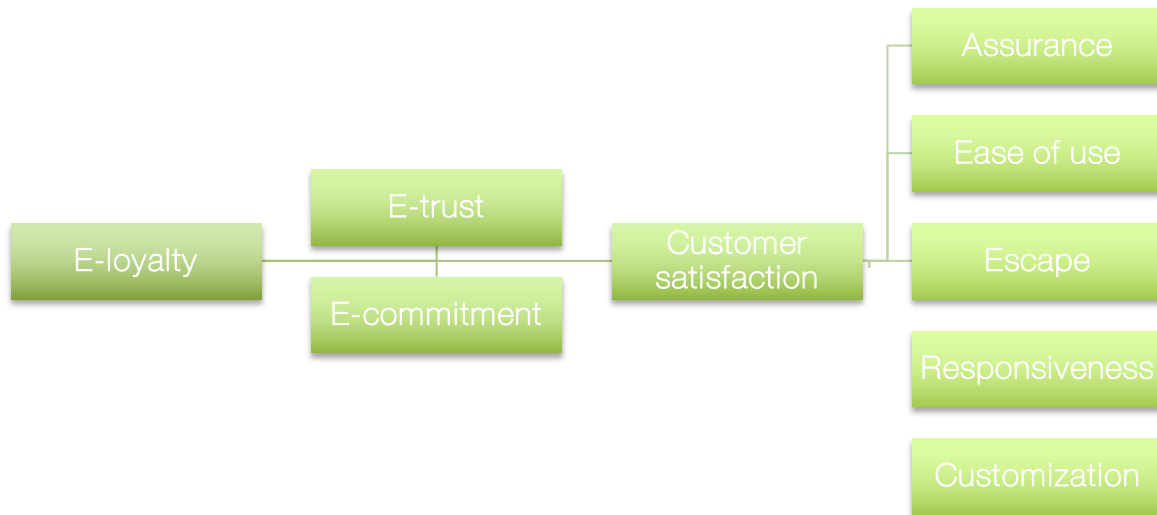 E-loyalty
E-trust
E-commitment
Customer
satisfaction
Assurance
Ease of use
Escape
Responsiveness
Customization